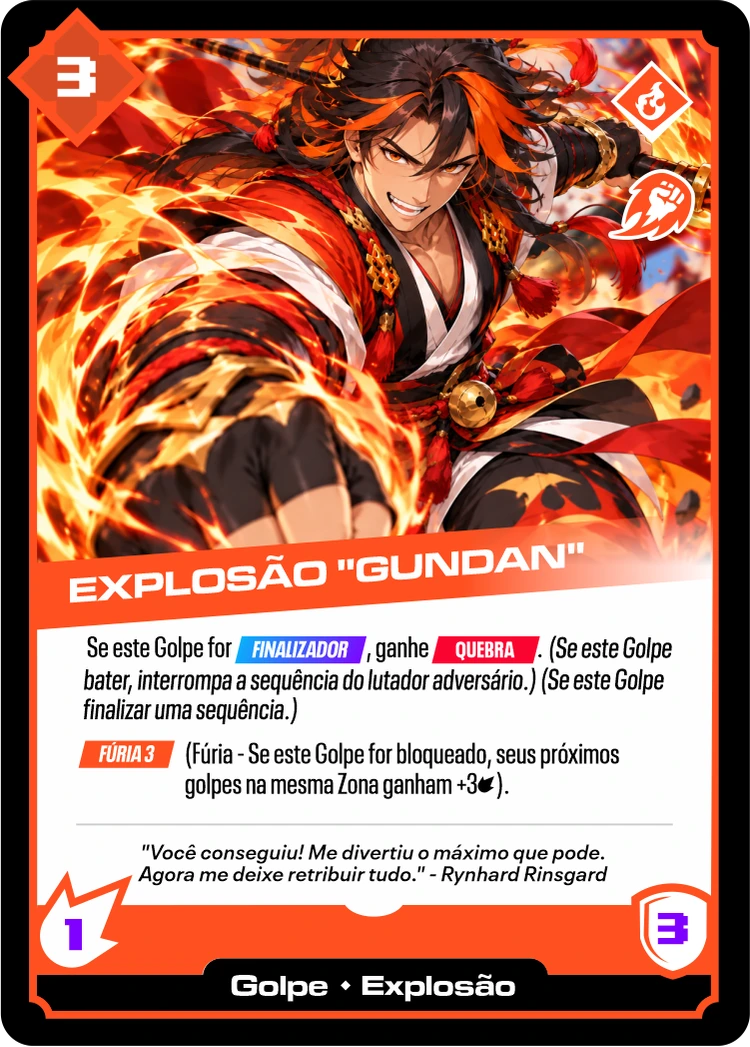 3
EXPLOSÃO "GUNDAN"
Se este Golpe for FINALIZADOR, ganhe QUEBRA. (Se este Golpe
bater, interrompa a sequência do lutador adversário.) (Se este Golpe
finalizar uma sequência.)
FÚRIA 3 (Fúria - Se este Golpe for bloqueado, seus próximos
golpes na mesma Zona ganham +3).
"Você conseguiu! Me divertiu o máximo que pode.
Agora me deixe retribuir tudo." - Rynhard Rinsgard
1
3
Golpe • Explosão